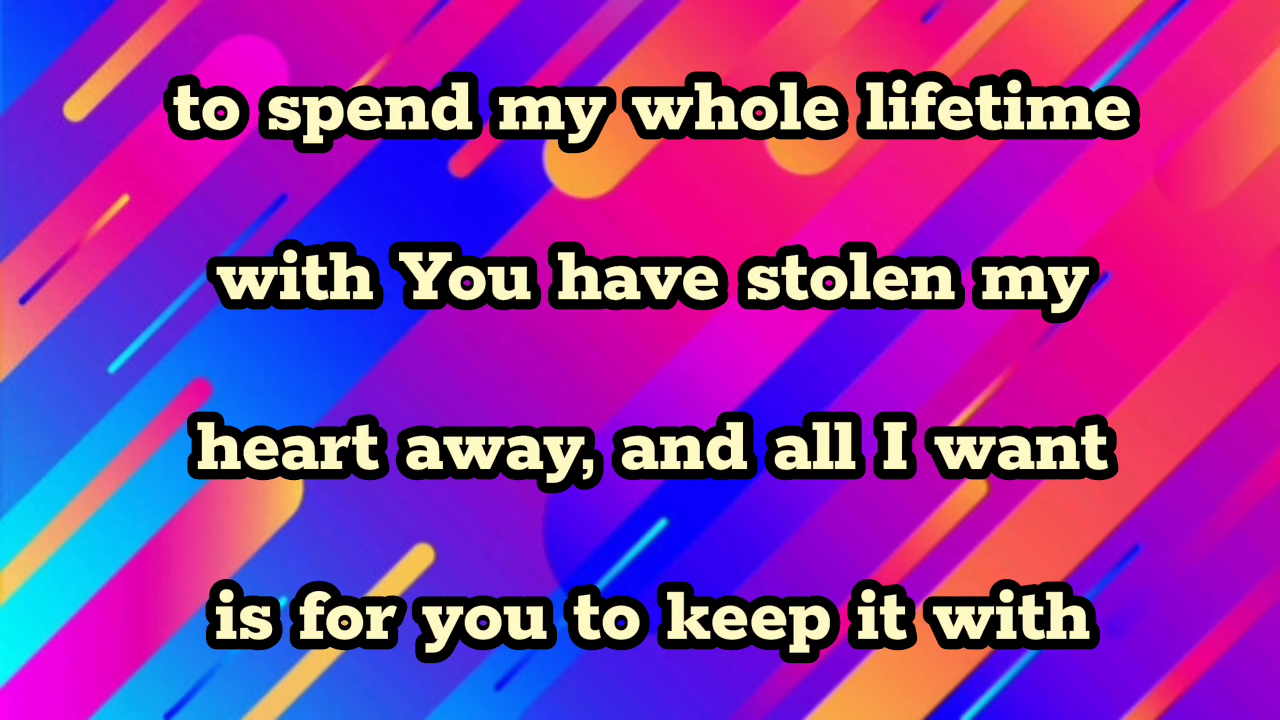 to spend my whole lifetime
with You have stolen my
heart away, and all I want
is for you to keep it with